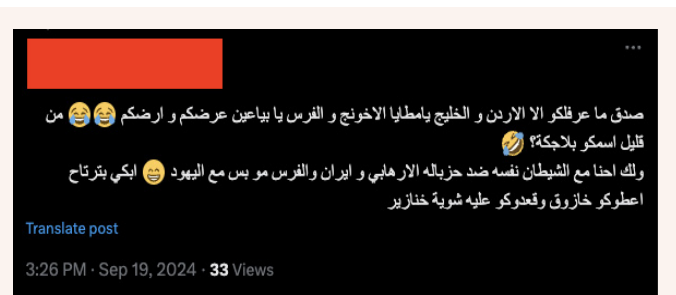 صدق ما عرفلكو الا الاردن و الخليج يامطايا الاخونج و الفرس يا بياعين عرضكم و ارضكم 😂😂 من
قليل اسمكو بلاجكة؟ 🤣
ولك احنا مع الشيطان نفسه ضد حزباله الارهابي و ايران والفرس مو بس مع اليهود 😁 ابكي بترتاح
اعطوكو خازوق وقعدوكو عليه شوية خنازير
Translate post
3:26 PM · Sep 19, 2024 · 33 Views